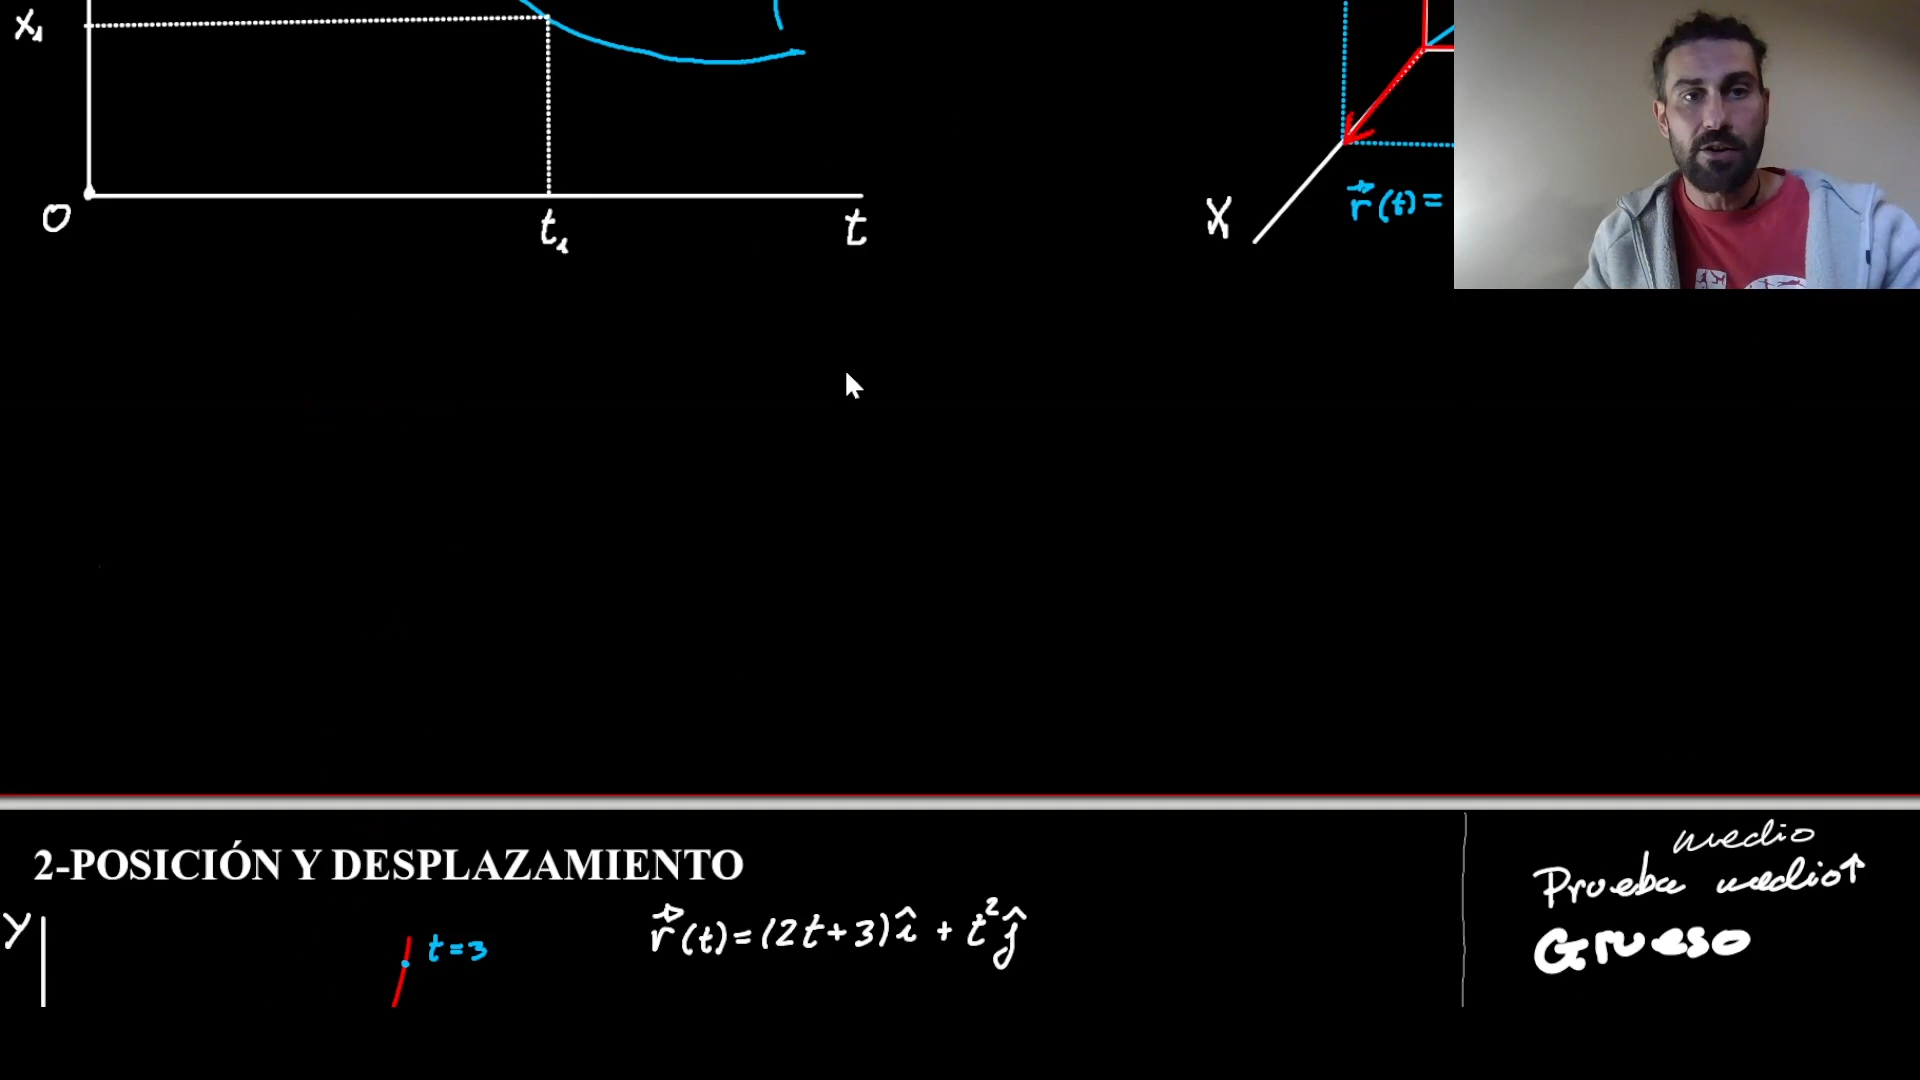 x₁
O
t₁
t
X
r⃗(t)=
2-POSICIÓN Y DESPLAZAMIENTO
Y
t=3
r⃗(t)=(2t+3)î + t²ĵ
medio
Prueba medio↑
Grueso